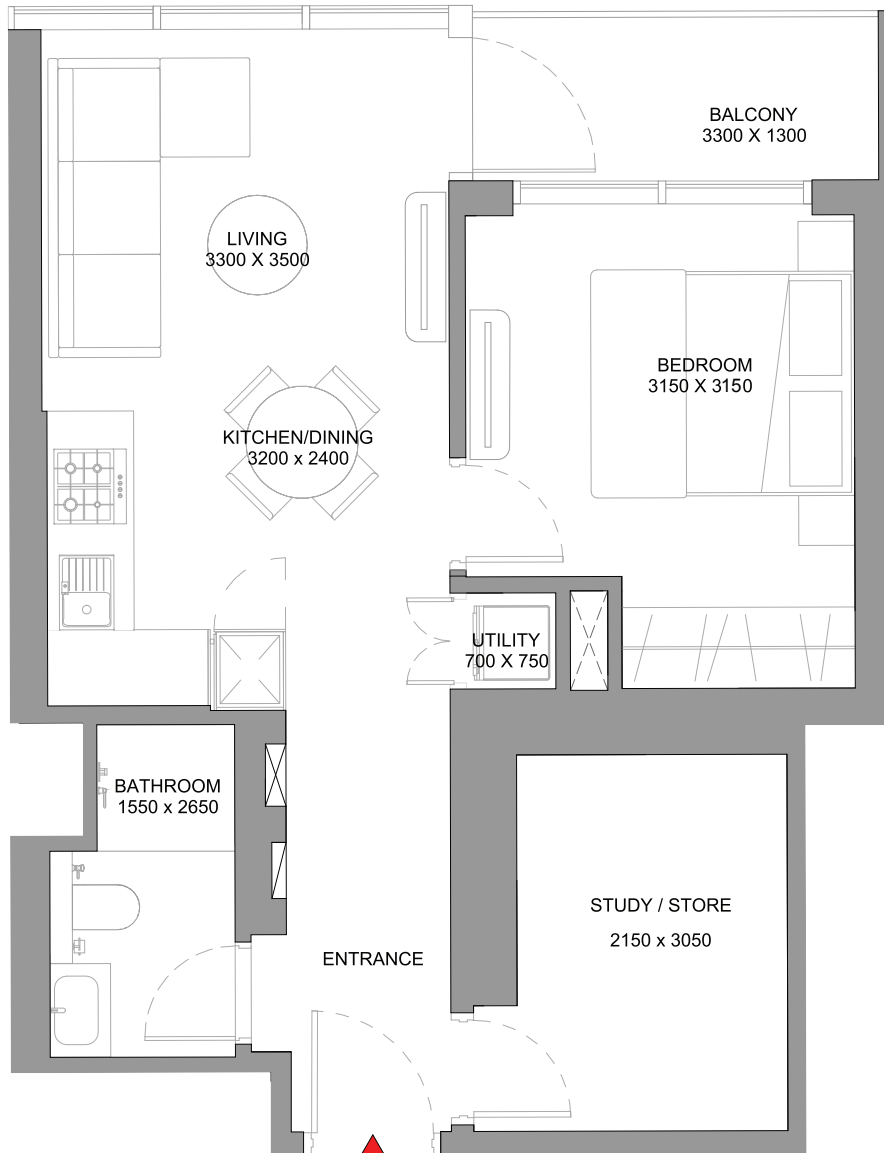 BALCONY
3300 X 1300
LIVING
3300 X 3500
BEDROOM
3150 X 3150
KITCHEN/DINING
3200 x 2400
UTILITY
700 X 750
BATHROOM
1550 x 2650
STUDY / STORE
2150 x 3050
ENTRANCE